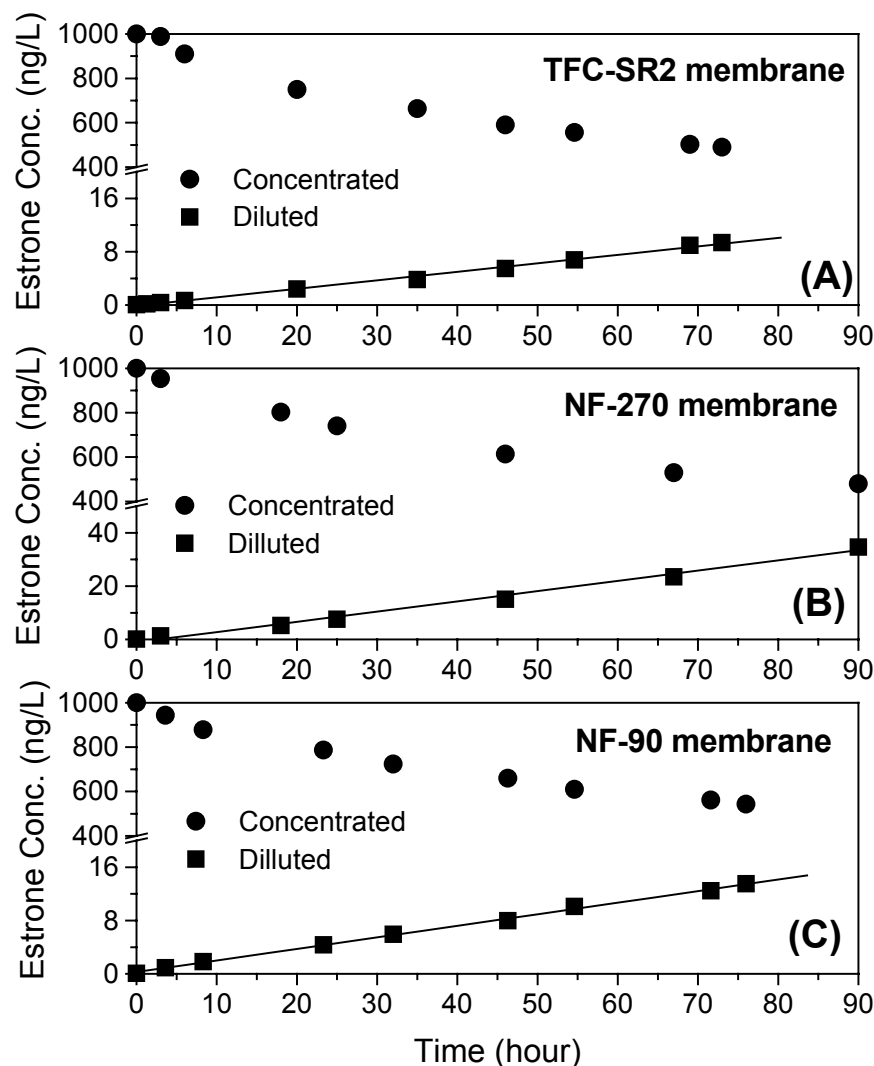 1000
800
600
400
16
8
0
Estrone Conc. (ng/L)
TFC-SR2 membrane
Concentrated
Diluted
(A)
0 10 20 30 40 50 60 70 80 90
1000
800
600
400
40
20
0
Estrone Conc. (ng/L)
NF-270 membrane
Concentrated
Dilluted
(B)
0 10 20 30 40 50 60 70 80 90
1000
800
600
400
16
8
0
Estrone Conc. (ng/L)
NF-90 membrane
Concentrated
Dilluted
(C)
0 10 20 30 40 50 60 70 80 90
Time (hour)